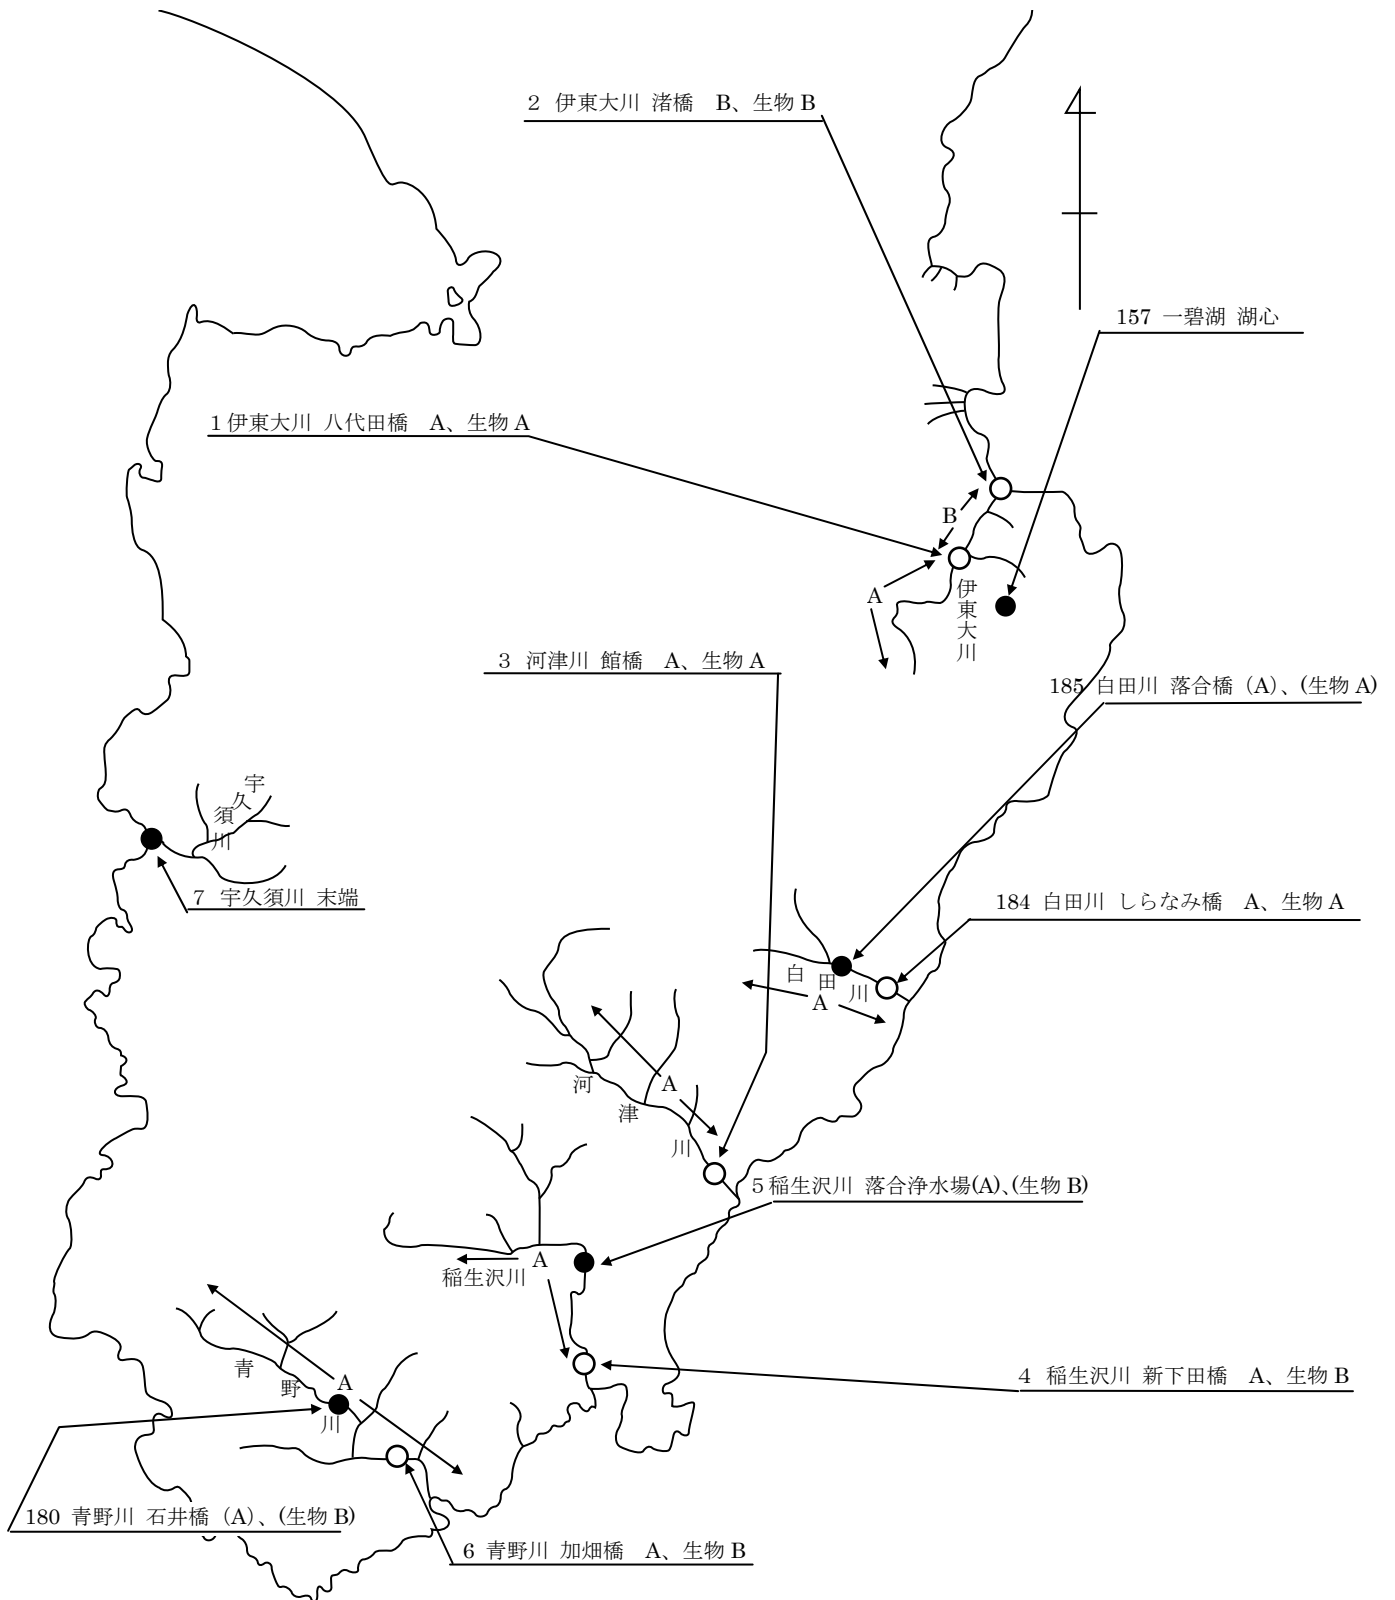 2 伊東大川 渚橋 B、生物 B
157 一碧湖 湖心
1 伊東大川 八代田橋 A、生物 A
B
A
伊東大川
3 河津川 館橋 A、生物 A
185 白田川 落合橋 (A)、(生物 A)
宇久須川
7 宇久須川 末端
184 白田川 しらなみ橋 A、生物 A
白田川
A
A
河津川
5 稲生沢川 落合浄水場(A)、(生物 B)
A
稲生沢川
4 稲生沢川 新下田橋 A、生物 B
青野川
A
180 青野川 石井橋 (A)、(生物 B)
6 青野川 加畑橋 A、生物 B